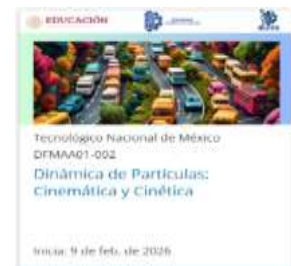 EDUCACIÓN
Tecnológico Nacional de México
DFMAA01-002
Dinámica de Partículas:
Cinemática y Cinética
Inicia: 9 de feb. de 2026